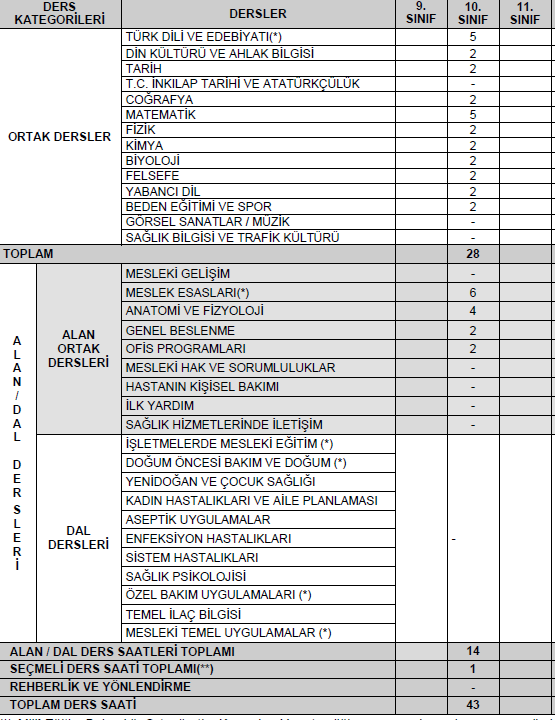 DERS KATEGORİLERİ DERSLER 9. SINIF 10. SINIF 11. SINIF
ORTAK DERSLER
TÜRK DİLİ VE EDEBİYATI(*) 5
DİN KÜLTÜRÜ VE AHLAK BİLGİSİ 2
TARİH 2
T.C. İNKILAP TARİHİ VE ATATÜRKÇÜLÜK -
COĞRAFYA 2
MATEMATİK 5
FİZİK 2
KİMYA 2
BİYOLOJİ 2
FELSEFE 2
YABANCI DİL 2
BEDEN EĞİTİMİ VE SPOR 2
GÖRSEL SANATLAR / MÜZİK -
SAĞLIK BİLGİSİ VE TRAFİK KÜLTÜRÜ -
TOPLAM 28
ALAN/DAL DERSLERİ
ALAN ORTAK DERSLERİ
MESLEKİ GELİŞİM -
MESLEK ESASLARI(*) 6
ANATOMİ VE FİZYOLOJİ 4
GENEL BESLENME 2
OFİS PROGRAMLARI 2
MESLEKİ HAK VE SORUMLULUKLAR -
HASTANIN KİŞİSEL BAKIMI -
İLK YARDIM -
SAĞLIK HİZMETLERİNDE İLETİŞİM -
DAL DERSLERİ
İŞLETMELERDE MESLEKİ EĞİTİM (*)
DOĞUM ÖNCESİ BAKIM VE DOĞUM (*)
YENİDOĞAN VE ÇOCUK SAĞLIĞI
KADIN HASTALIKLARI VE AİLE PLANLAMASI
ASEPTİK UYGULAMALAR
ENFEKSİYON HASTALIKLARI -
SİSTEM HASTALIKLARI
SAĞLIK PSİKOLOJİSİ
ÖZEL BAKIM UYGULAMALARI (*)
TEMEL İLAÇ BİLGİSİ
MESLEKİ TEMEL UYGULAMALAR (*)
ALAN / DAL DERS SAATLERİ TOPLAMI 14
SEÇMELİ DERS SAATİ TOPLAMI(**) 1
REHBERLİK VE YÖNLENDİRME -
TOPLAM DERS SAATİ 43